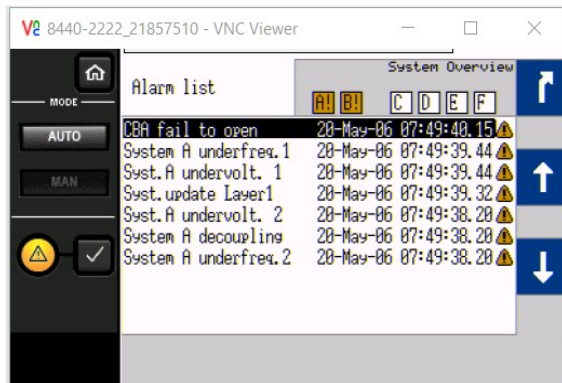 V2 8440-2222_21857510 - VNC Viewer
System Overview
Alarm list
A! B! C D E F
MODE
AUTO
MAN
CBA fail to open 20-May-06 07:49:40.15
System A underfreq.1 20-May-06 07:49:39.44
Syst.A undervolt. 1 20-May-06 07:49:39.44
Syst.update Layer1 20-May-06 07:49:39.32
Syst.A undervolt. 2 20-May-06 07:49:38.20
System A decoupling 20-May-06 07:49:38.20
System A underfreq.2 20-May-06 07:49:38.20